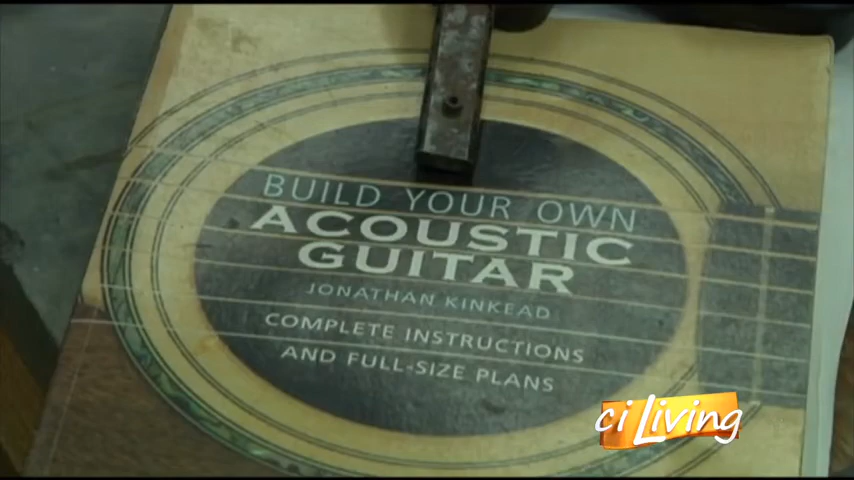 BUILD YOUR OWN
ACOUSTIC
GUITAR
JONATHAN KINKEAD
COMPLETE INSTRUCTIONS
AND FULL-SIZE PLANS
ciLiving